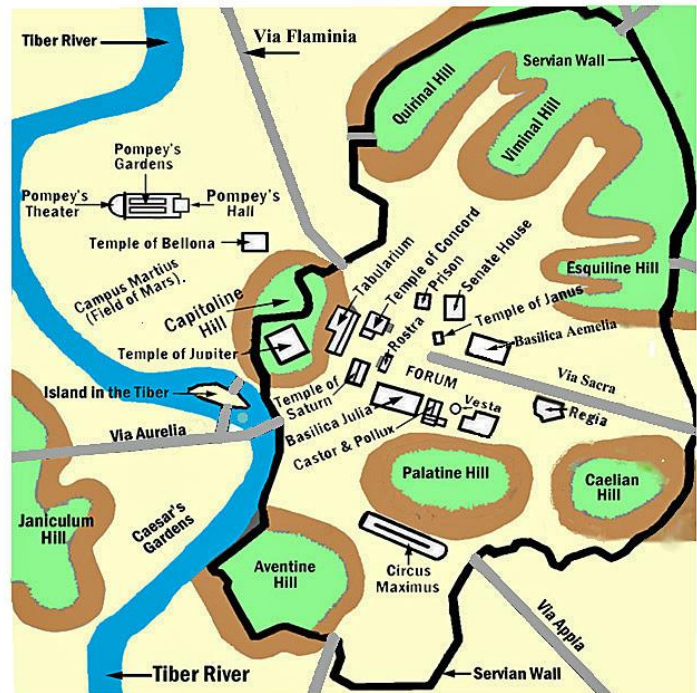 Tiber River
Via Flaminia
Servian Wall
Quirinal Hill
Viminal Hill
Pompey's
Gardens
Pompey's
Theater
Pompey's
Hall
Temple of Bellona
Campus Martius
(Field of Mars).
Capitoline
Hill
Tabularium
Temple of Concord
Prison
Senate House
Esquiline Hill
Temple of Janus
Basilica Aemelia
Temple of Jupiter
Rostra
Island in the Tiber
Temple of
Saturn
FORUM
Via Sacra
Basilica Julia
Castor & Pollux
Vesta
Regia
Via Aurelia
Palatine Hill
Caelian
Hill
Janiculum
Hill
Caesar's
Gardens
Aventine
Hill
Circus
Maximus
Via Appia
Tiber River
Servian Wall